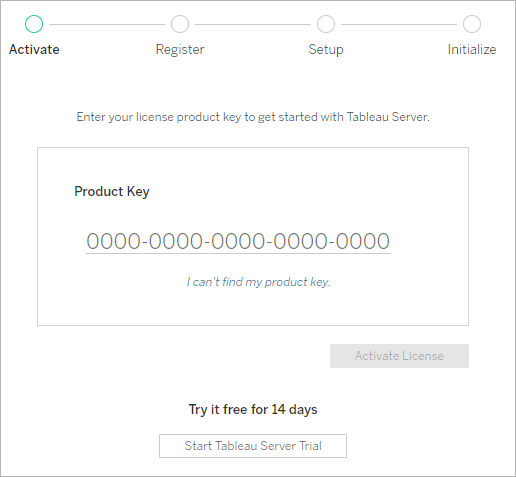 Activate
Register
Setup
Initialize
Enter your license product key to get started with Tableau Server.
Product Key
0000-0000-0000-0000-0000
I can't find my product key.
Activate License
Try it free for 14 days
Start Tableau Server Trial